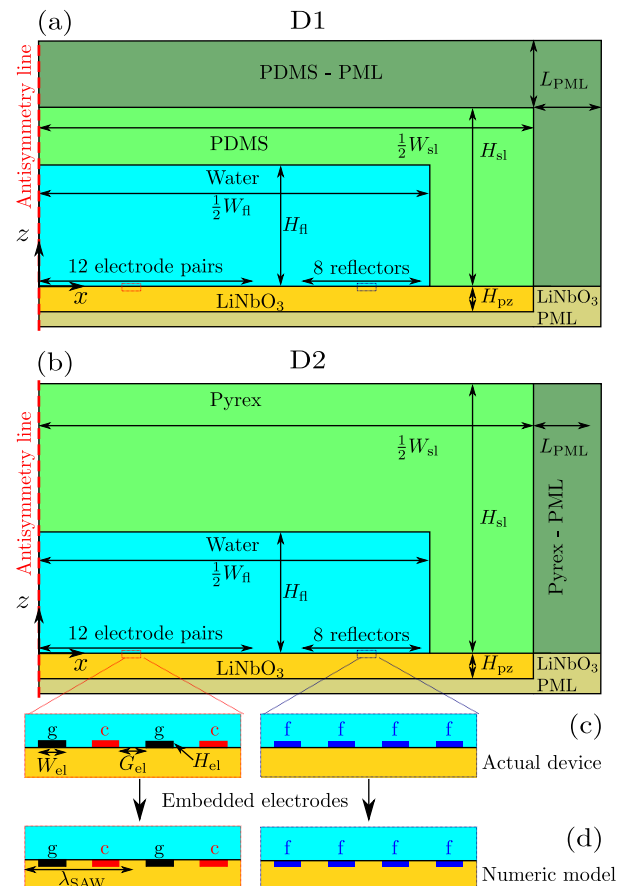 (a)
D1
Antisymmetry line
PDMS - PML
L_PML
PDMS
½W_sl
H_sl
Water
½W_fl
H_fl
z
12 electrode pairs
8 reflectors
x
LiNbO₃
H_pz
LiNbO₃
PML
(b)
D2
Antisymmetry line
Pyrex
½W_sl
L_PML
H_sl
Pyrex - PML
Water
½W_fl
H_fl
z
12 electrode pairs
8 reflectors
x
LiNbO₃
H_pz
LiNbO₃
PML
g c g c
f f f f
(c)
W_el
G_el
H_el
Actual device
Embedded electrodes
(d)
g c g c
f f f f
λ_SAW
Numeric model